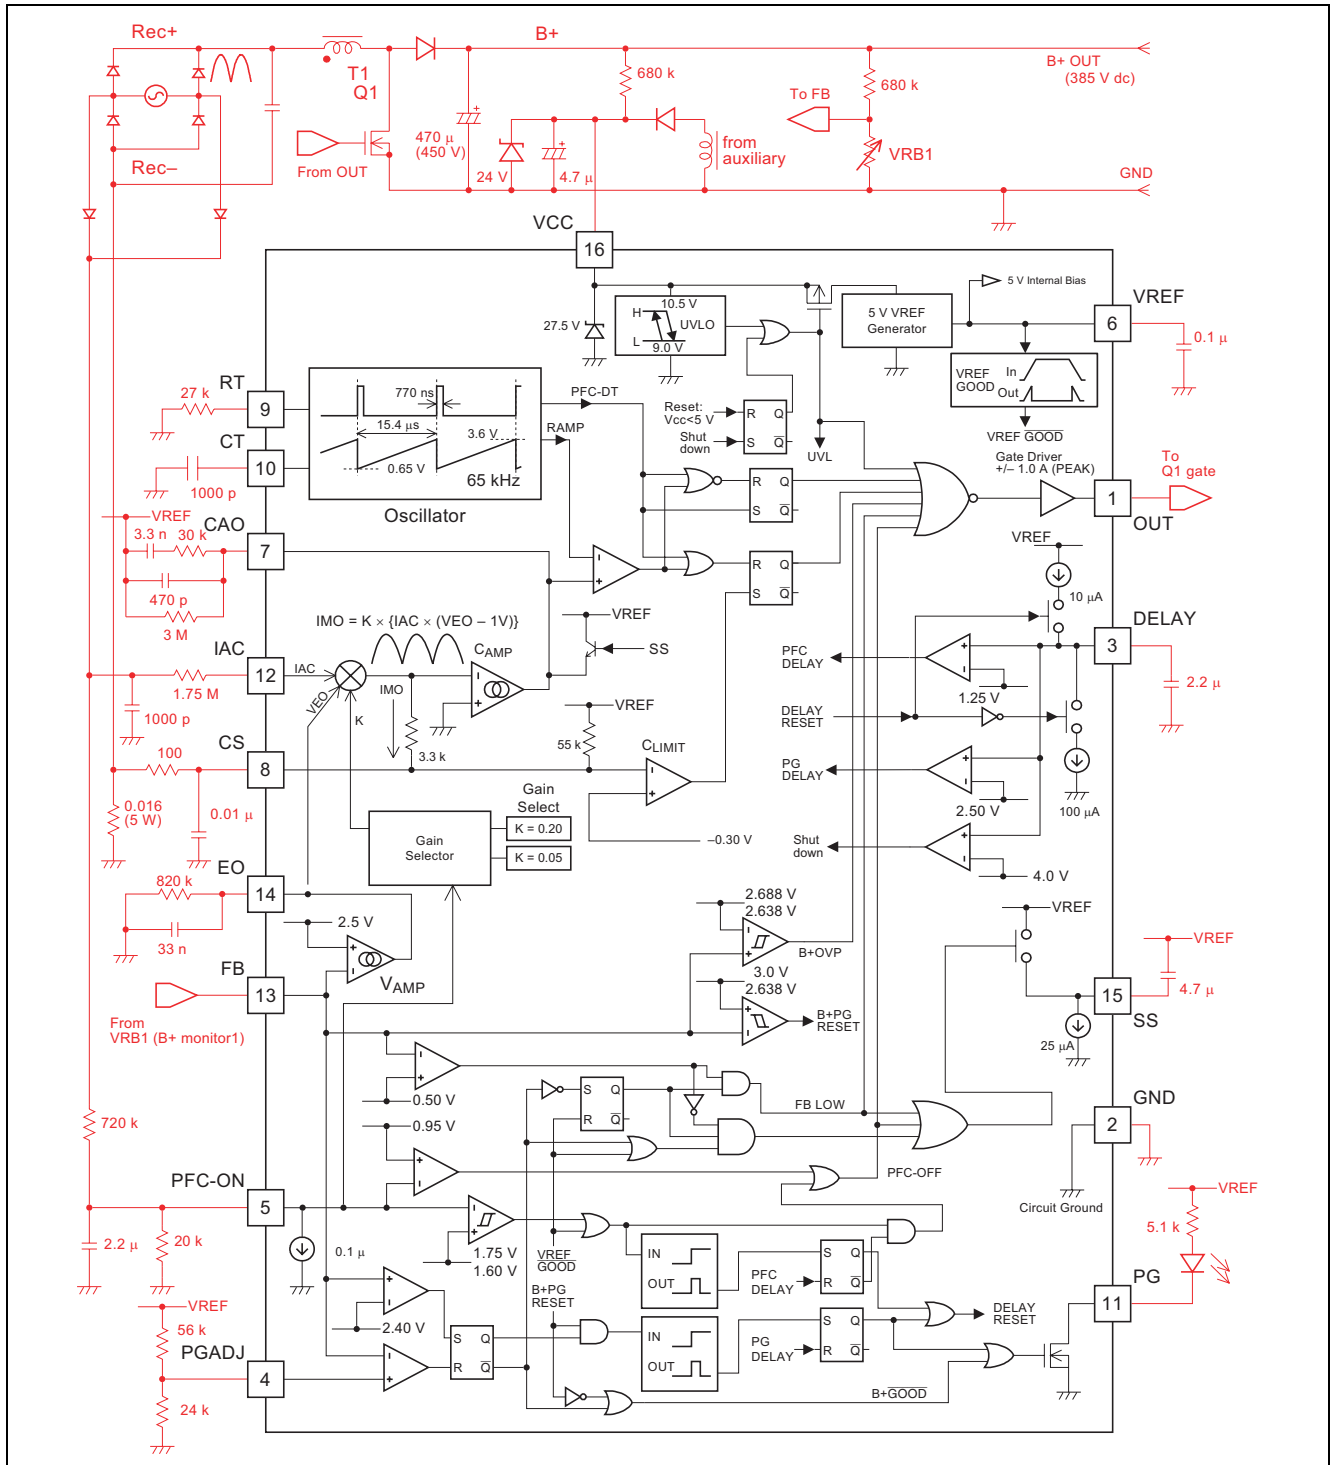 Rec+
T1
Q1
B+
680 k
To FB
680 k
B+ OUT
(385 V dc)
470 μ
(450 V)
From OUT
Rec–
24 V
4.7 μ
from
auxiliary
VRB1
GND
VCC
16
27.5 V
H
L
10.5 V
UVLO
9.0 V
5 V VREF
Generator
5 V Internal Bias
VREF
6
0.1 μ
VREF
GOOD
In
Out
VREF GOOD
RT
27 k
9
CT
10
1000 p
770 ns
15.4 μs
3.6 V
0.65 V
65 kHz
Oscillator
PFC-DT
RAMP
Reset:
Vcc<5 V
Shut
down
R Q
S Q
UVL
Gate Driver
+/– 1.0 A (PEAK)
To
Q1 gate
1
OUT
R Q
S Q
VREF
CAO
3.3 n
30 k
7
470 p
3 M
R Q
S Q
VREF
10 μA
IMO = K × {IAC × (VEO – 1V)}
VREF
SS
DELAY
3
2.2 μ
PFC
DELAY
1.25 V
IAC
12
IAC
1.75 M
1000 p
VEO
K
IMO
CAMP
3.3 k
VREF
55 k
CLIMIT
DELAY
RESET
PG
DELAY
2.50 V
100 μA
CS
8
100
0.016
(5 W)
0.01 μ
Gain
Select
K = 0.20
K = 0.05
Gain
Selector
–0.30 V
Shut
down
4.0 V
EO
820 k
14
33 n
2.5 V
VAMP
2.688 V
2.638 V
B+OVP
VREF
FB
13
From
VRB1 (B+ monitor1)
3.0 V
2.638 V
B+PG
RESET
VREF
4.7 μ
15
SS
25 μA
0.50 V
S Q
R Q
FB LOW
GND
2
Circuit Ground
720 k
0.95 V
PFC-OFF
PFC-ON
5
2.2 μ
20 k
0.1 μ
1.75 V
1.60 V
VREF
GOOD
IN
OUT
PFC
DELAY
S Q
R Q
VREF
5.1 k
PG
11
VREF
56 k
PGADJ
4
24 k
2.40 V
S Q
R Q
B+PG
RESET
IN
OUT
PG
DELAY
S Q
R Q
DELAY
RESET
B+GOOD